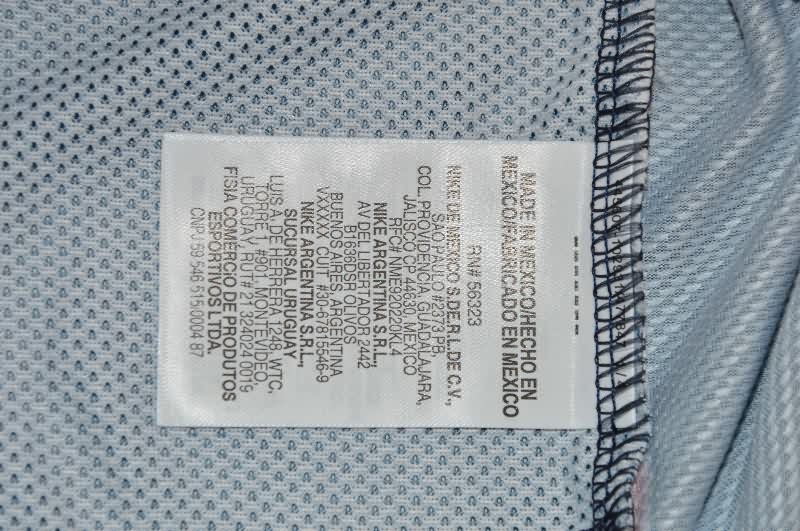 MADE IN MEXICO/HECHO EN
MEXICO/FABRICADO EN MEXICO
RN# 56323
NIKE DE MEXICO S.DE R.L.DE C.V.,
SAO PAULO #2373 PB,
COL. PROVIDENCIA, GUADALAJARA,
JALISCO CP 44630, MEXICO
RFC# NME920220KL4
NIKE ARGENTINA S.R.L.,
AV DEL LIBERTADOR 2442
B1636DSR OLIVOS
BUENOS AIRES ARGENTINA
VXXXXX CUIT #30-67815546-9
NIKE ARGENTINA S.R.L.,
SUCURSAL URUGUAY
LUIS A. DE HERRERA 1248, WTC,
TORRE 1, #901, MONTEVIDEO,
URUGUAY, RUT# 21 324024 0019
FISIA COMERCIO DE PRODUTOS
ESPORTIVOS LTDA.
CNPJ 59 546 515 0004 87